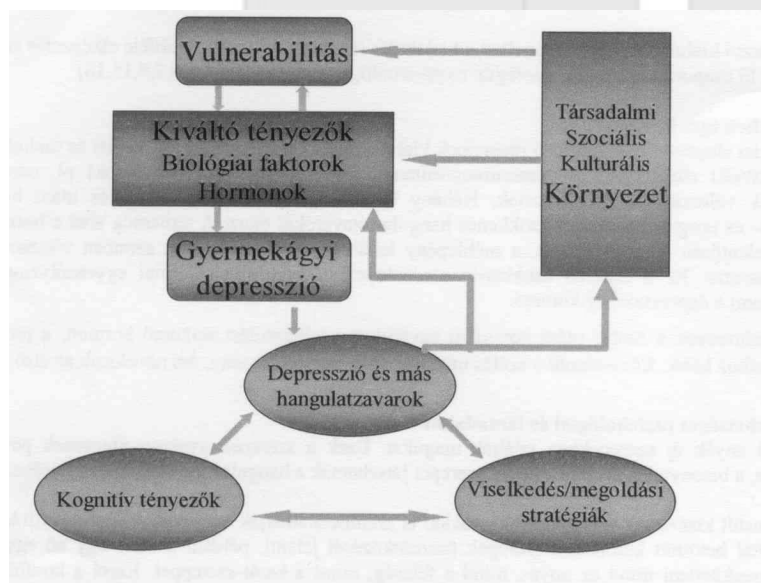 Vulnerabilitás
Kiváltó tényezők
Biológiai faktorok
Hormonok
Gyermekágyi
depresszió
Társadalmi
Szociális
Kulturális
Környezet
Depresszió és más
hangulatzavarok
Kognitív tényezők
Viselkedés/megoldási
stratégiák